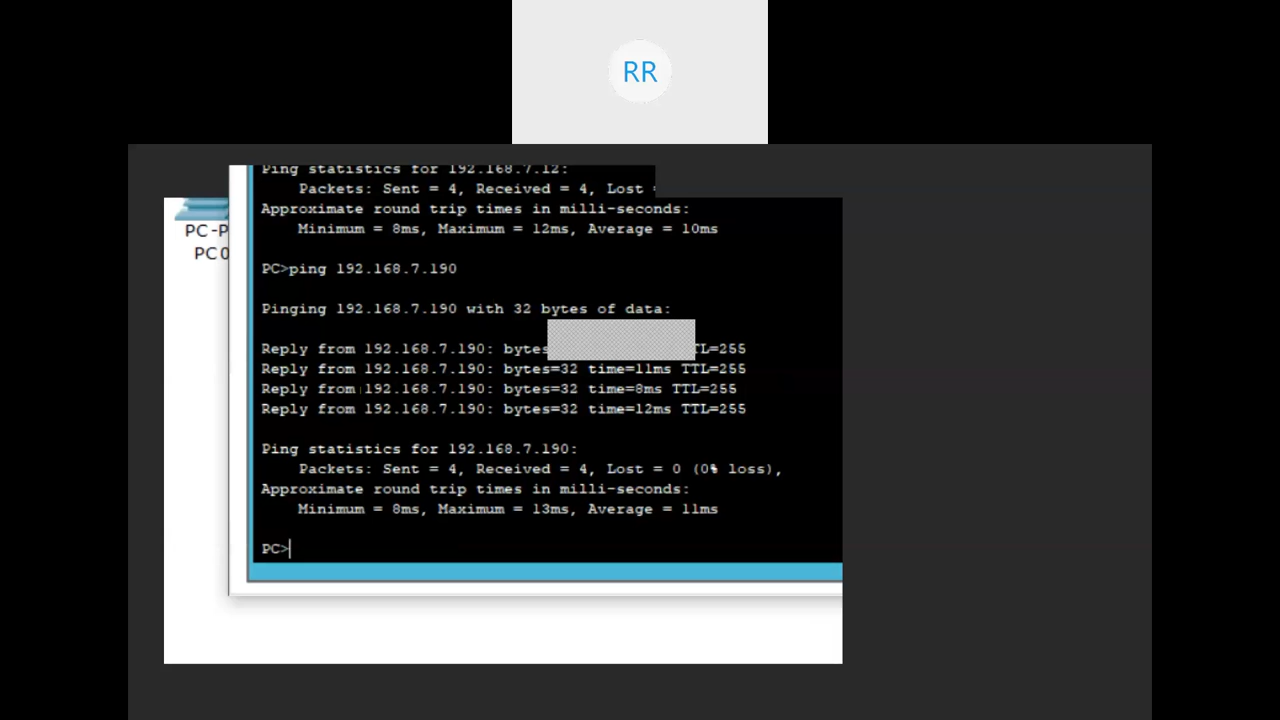 RR
Ping statistics for 192.168.7.12:
Packets: Sent = 4, Received = 4, Lost
Approximate round trip times in milli-seconds:
Minimum = 8ms, Maximum = 12ms, Average = 10ms
PC-P
PC0
PC>ping 192.168.7.190
Pinging 192.168.7.190 with 32 bytes of data:
Reply from 192.168.7.190: bytes TL=255
Reply from 192.168.7.190: bytes=32 time=11ms TTL=255
Reply from 192.168.7.190: bytes=32 time=8ms TTL=255
Reply from 192.168.7.190: bytes=32 time=12ms TTL=255
Ping statistics for 192.168.7.190:
Packets: Sent = 4, Received = 4, Lost = 0 (0% loss),
Approximate round trip times in milli-seconds:
Minimum = 8ms, Maximum = 13ms, Average = 11ms
PC>